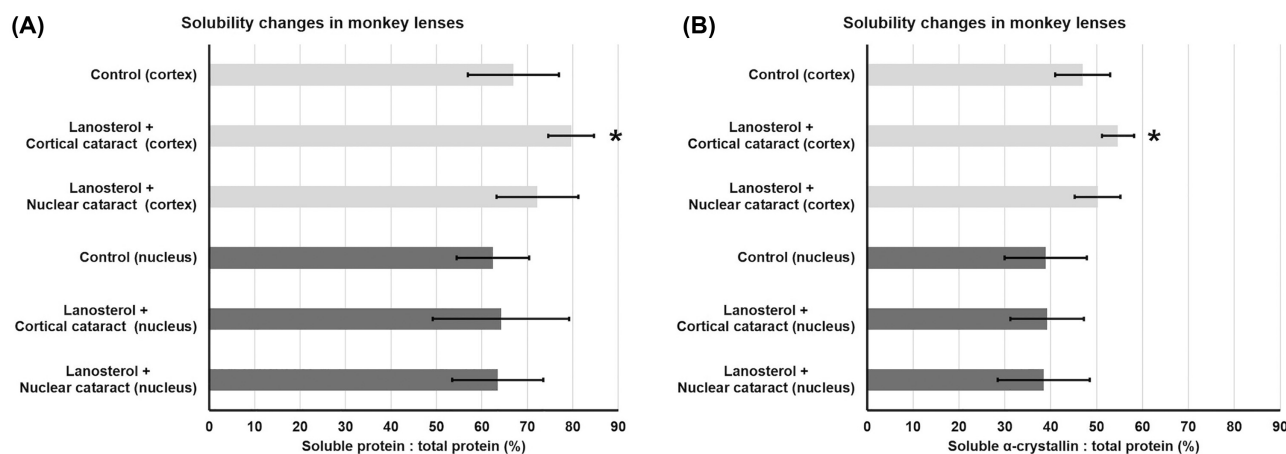 (A)
Solubility changes in monkey lenses
Control (cortex)
Lanosterol +
Cortical cataract (cortex)
*
Lanosterol +
Nuclear cataract (cortex)
Control (nucleus)
Lanosterol +
Cortical cataract (nucleus)
Lanosterol +
Nuclear cataract (nucleus)
0 10 20 30 40 50 60 70 80 90
Soluble protein : total protein (%)
(B)
Solubility changes in monkey lenses
Control (cortex)
Lanosterol +
Cortical cataract (cortex)
*
Lanosterol +
Nuclear cataract (cortex)
Control (nucleus)
Lanosterol +
Cortical cataract (nucleus)
Lanosterol +
Nuclear cataract (nucleus)
0 10 20 30 40 50 60 70 80 90
Soluble α-crystallin : total protein (%)